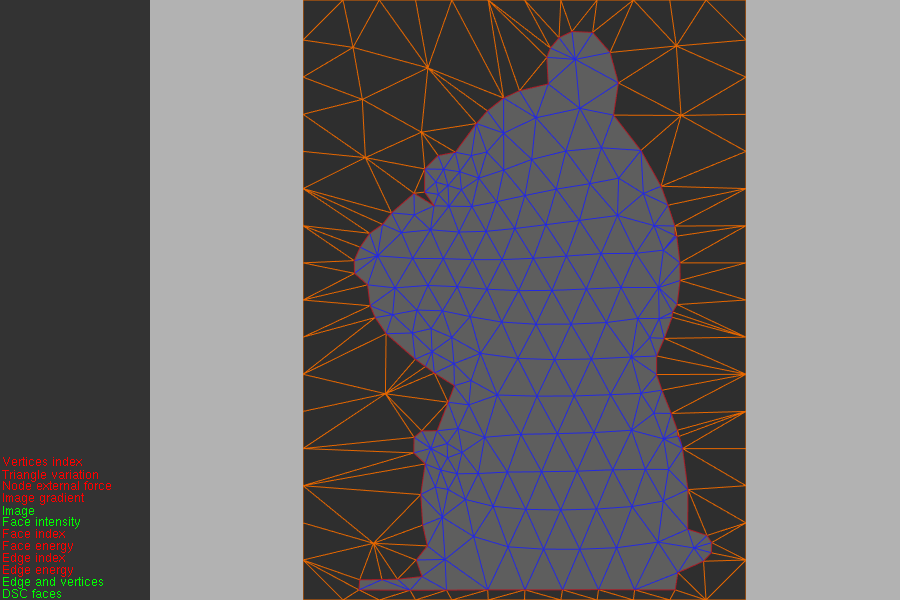 Vertices index
Triangle variation
Node external force
Image gradient
Image
Face intensity
Face index
Face energy
Edge index
Edge energy
Edge and vertices
DSC faces